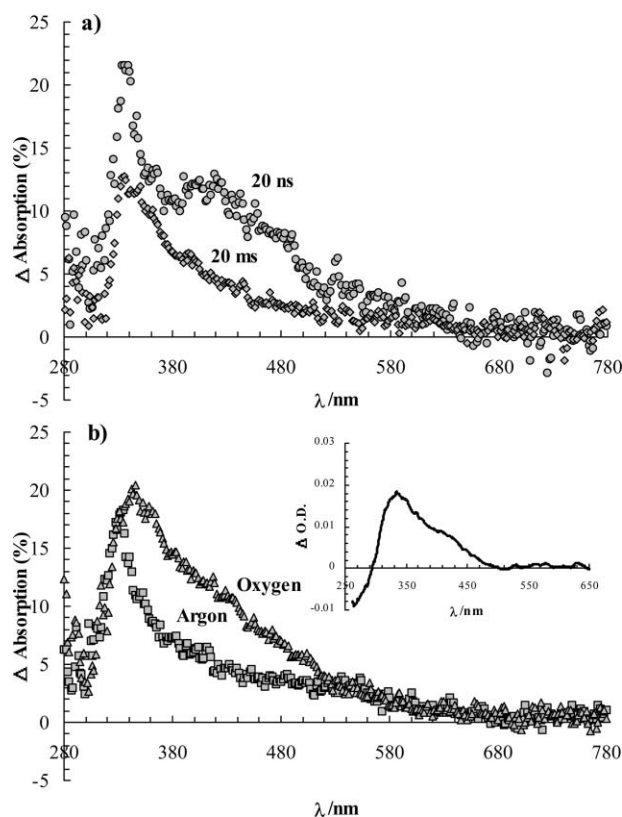 a)
25
20
15
10
5
0
-5
Δ Absorption (%)
20 ns
20 ms
280 380 480 580 680 780
λ/nm
b)
25
20
15
10
5
0
-5
Δ Absorption (%)
Oxygen
Argon
280 380 480 580 680 780
λ/nm
0.03
0.02
0.01
0
-0.01
Δ O.D.
250 350 450 550 650
λ/nm